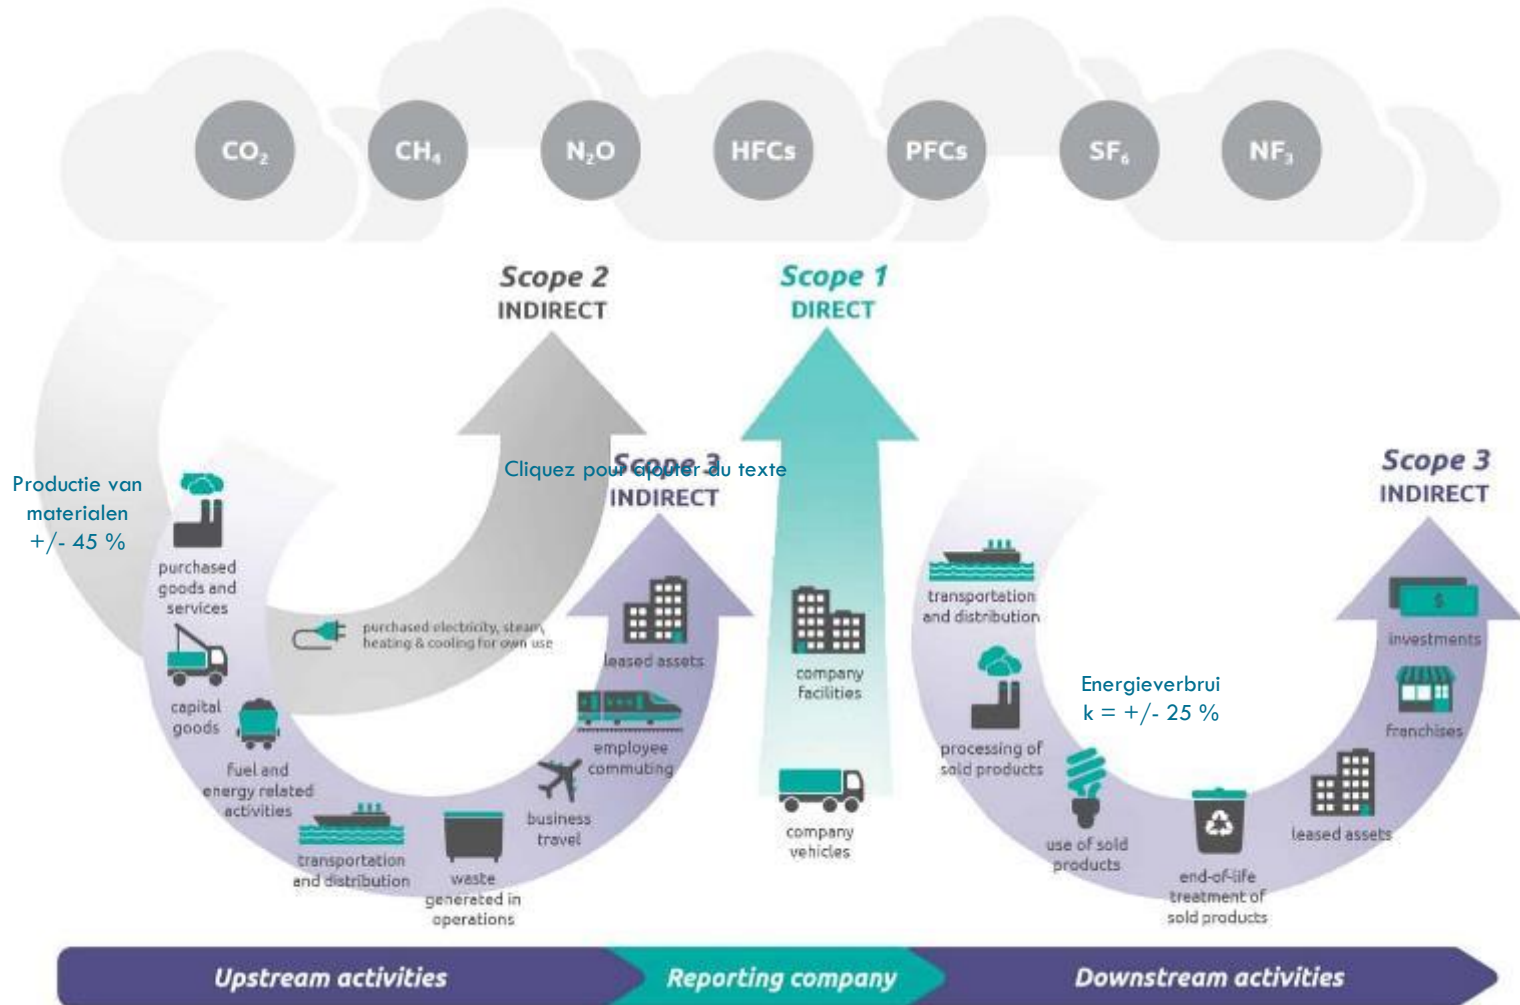 CO₂
CH₄
N₂O
HFCs
PFCs
SF₆
NF₃
Scope 2
INDIRECT
Scope 1
DIRECT
Productie van
materialen
+/- 45 %
Cliquez pour ajouter du texte
Scope 3
INDIRECT
Scope 3
INDIRECT
purchased
goods and
services
capital
goods
fuel and
energy related
activities
transportation
and distribution
waste
generated in
operations
business
travel
employee
commuting
leased assets
purchased electricity, steam,
heating & cooling for own use
company
facilities
company
vehicles
transportation
and distribution
processing of
sold products
Energieverbrui
k = +/- 25 %
use of sold
products
end-of-life
treatment of
sold products
leased assets
franchises
investments
$
Upstream activities
Reporting company
Downstream activities